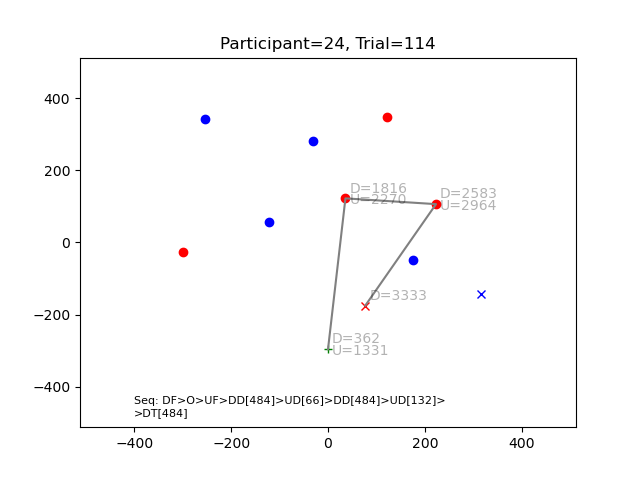 Participant=24, Trial=114
400
200
0
−200
−400
D=1816
U=2270
D=2583
U=2964
D=3333
D=362
U=1331
Seq: DF>O>UF>DD[484]>UD[66]>DD[484]>UD[132]>
>DT[484]
−400 −200 0 200 400